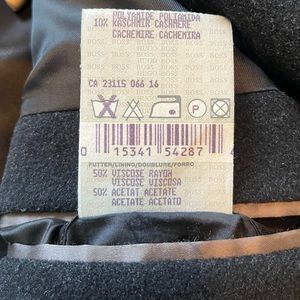 POLYAMIDE POLIAMIDA
10% KASCHMIR CASHMERE
CACHEMIRE CACHEMIRA
CA 23115 066 16
P
0 15341 54287 4
FUTTER/LINING/DOUBLURE/FORRO
50% VISCOSE RAYON
VISCOSE VISCOSA
50% ACETAT ACETATE
ACETATE ACETATO